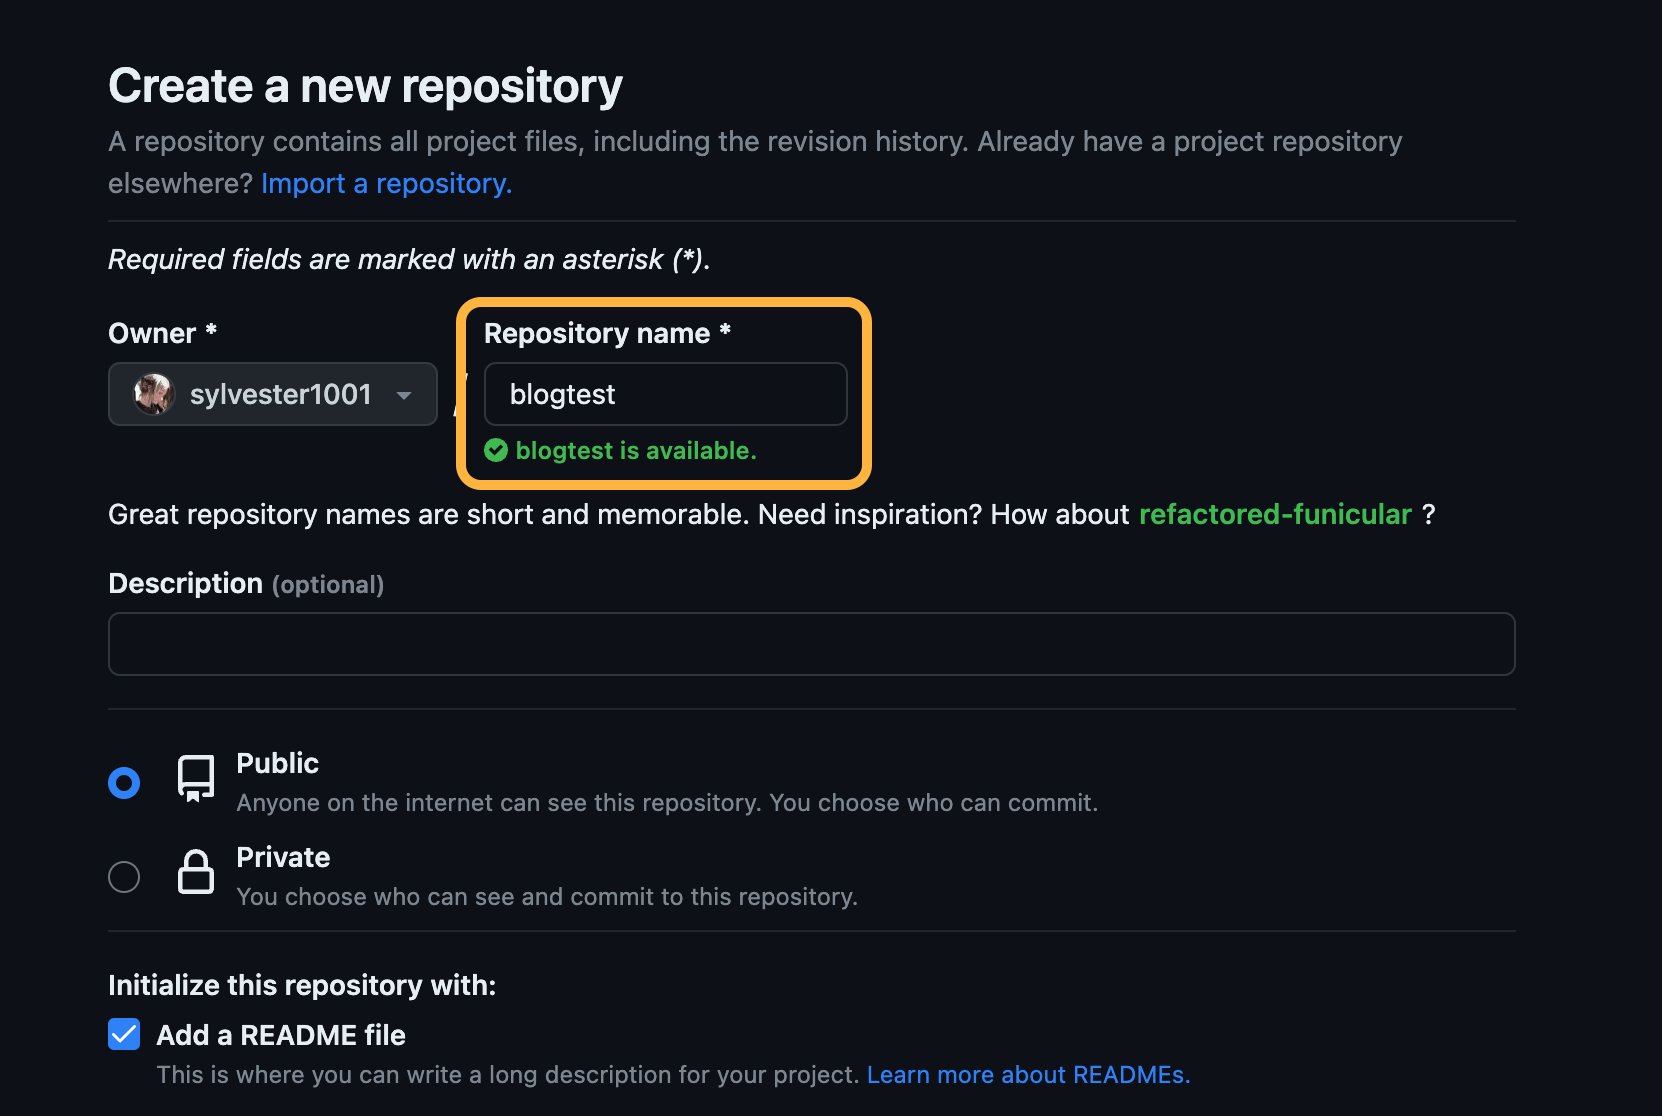 Create a new repository
A repository contains all project files, including the revision history. Already have a project repository
elsewhere? Import a repository.
Required fields are marked with an asterisk (*).
Owner *
Repository name *
sylvester1001
/
blogtest
blogtest is available.
Great repository names are short and memorable. Need inspiration? How about refactored-funicular ?
Description (optional)
Public
Anyone on the internet can see this repository. You choose who can commit.
Private
You choose who can see and commit to this repository.
Initialize this repository with:
Add a README file
This is where you can write a long description for your project. Learn more about READMEs.